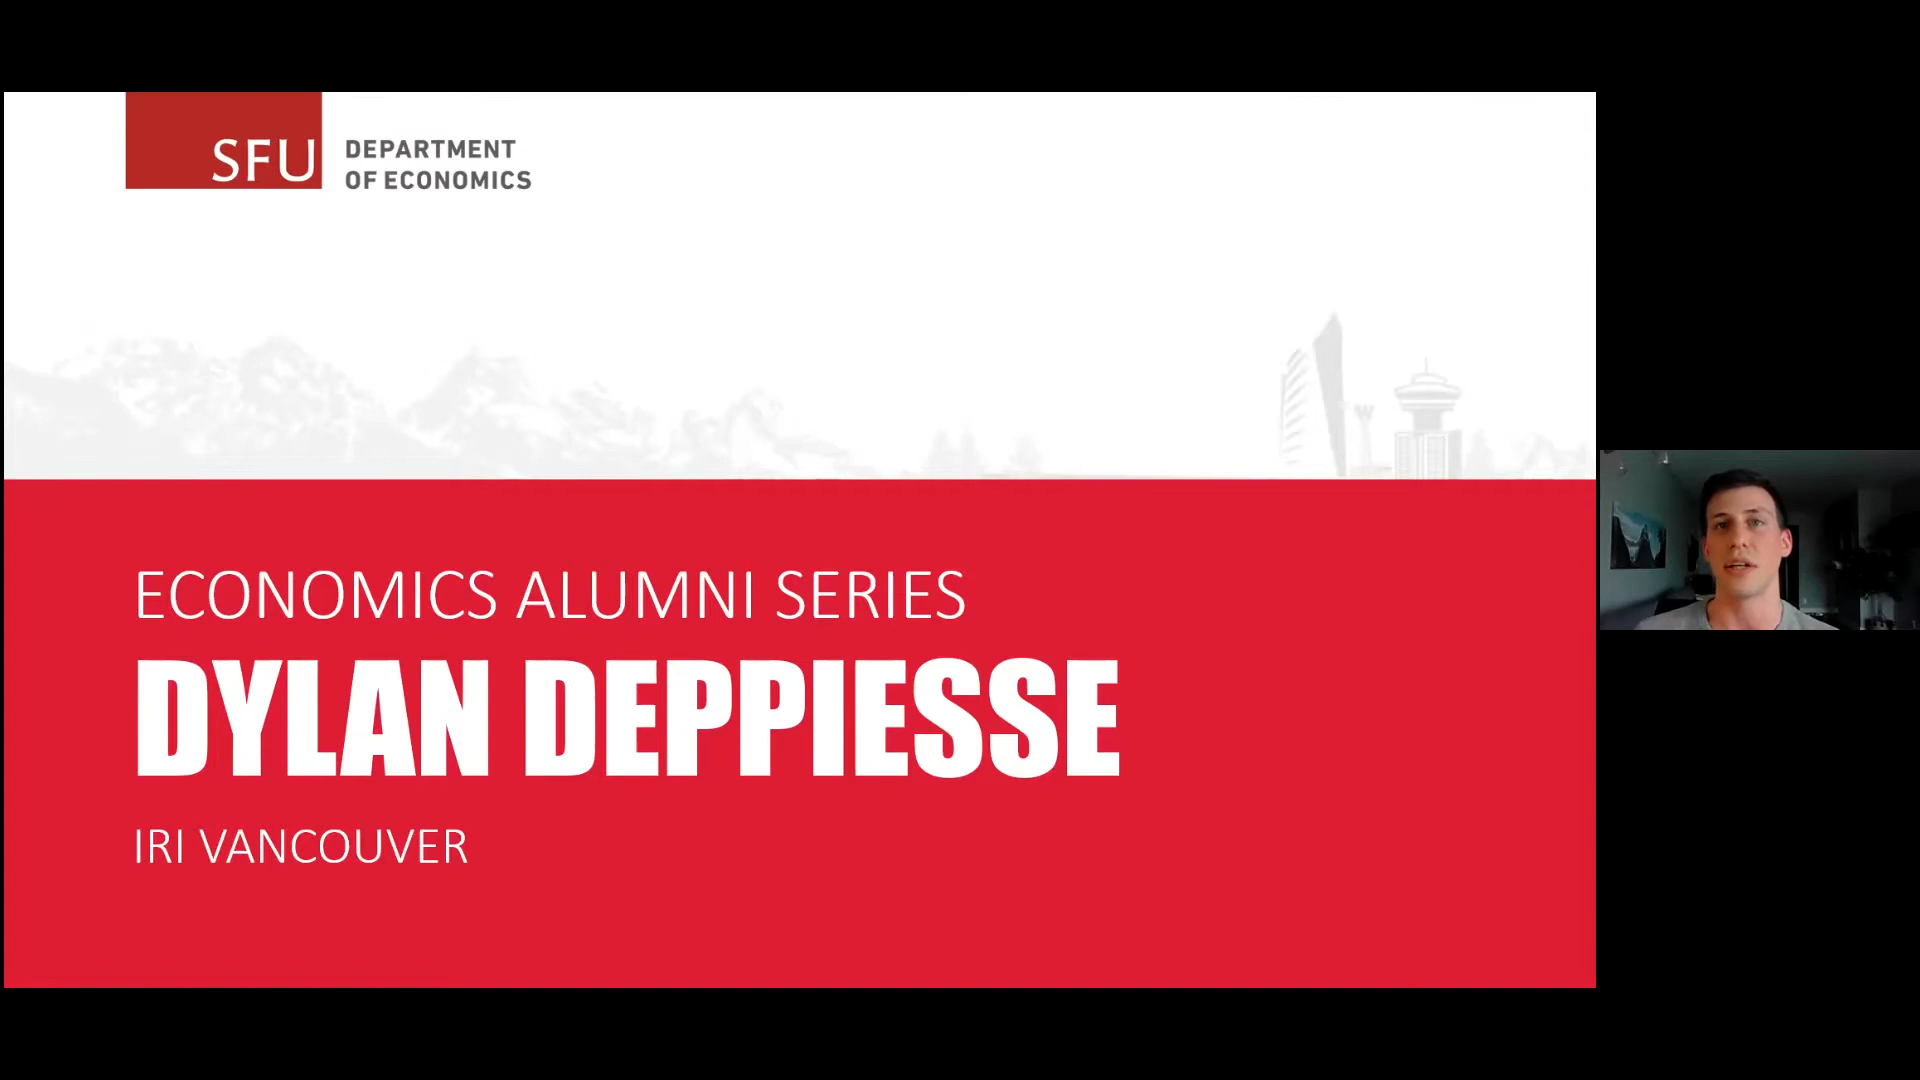 SFU
DEPARTMENT
OF ECONOMICS
ECONOMICS ALUMNI SERIES
DYLAN DEPPIESSE
IRI VANCOUVER